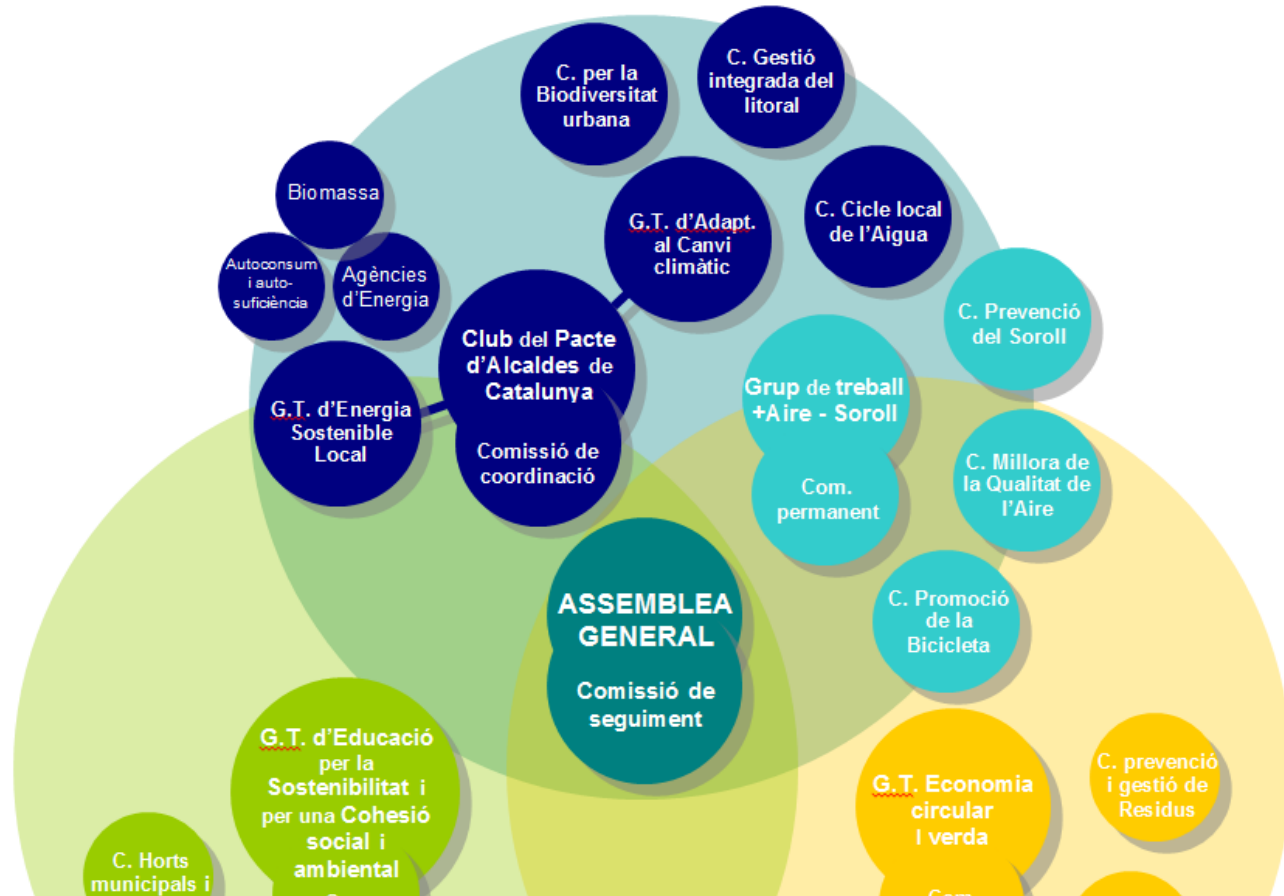 C. per la
Biodiversitat
urbana
C. Gestió
integrada del
litoral
Biomassa
Autoconsum
i auto-
suficiència
Agències
d'Energia
G.T. d'Adapt.
al Canvi
climàtic
C. Cicle local
de l'Aigua
C. Prevenció
del Soroll
Club del Pacte
d'Alcaldes de
Catalunya
Comissió de
coordinació
G.T. d'Energia
Sostenible
Local
Grup de treball
+Aire - Soroll
Com.
permanent
C. Millora de
la Qualitat de
l'Aire
C. Promoció
de la
Bicicleta
ASSEMBLEA
GENERAL
Comissió de
seguiment
G.T. d'Educació
per la
Sostenibilitat i
per una Cohesió
social i
ambiental
C. Horts
municipals i
G.T. Economia
circular
I verda
C. prevenció
i gestió de
Residus